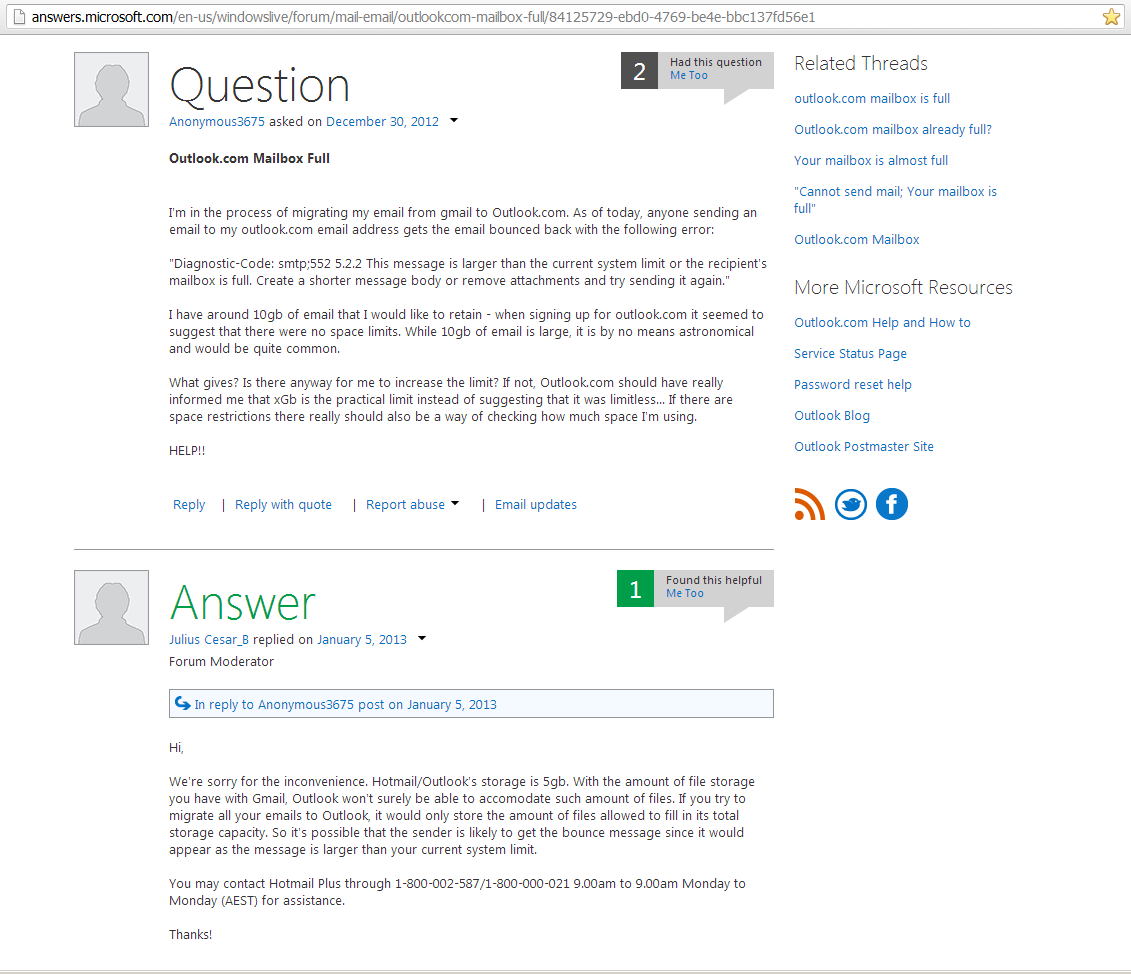 answers.microsoft.com/en-us/windowslive/forum/mail-email/outlookcom-mailbox-full/84125729-ebd0-4769-be4e-bbc137fd56e1
Question
2
Had this question
Me Too
Anonymous3675 asked on December 30, 2012
Outlook.com Mailbox Full
I'm in the process of migrating my email from gmail to Outlook.com. As of today, anyone sending an
email to my outlook.com email address gets the email bounced back with the following error:
"Diagnostic-Code: smtp;552 5.2.2 This message is larger than the current system limit or the recipient's
mailbox is full. Create a shorter message body or remove attachments and try sending it again."
I have around 10gb of email that I would like to retain - when signing up for outlook.com it seemed to
suggest that there were no space limits. While 10gb of email is large, it is by no means astronomical
and would be quite common.
What gives? Is there anyway for me to increase the limit? If not, Outlook.com should have really
informed me that xGb is the practical limit instead of suggesting that it was limitless... If there are
space restrictions there really should also be a way of checking how much space I'm using.
HELP!!
Reply | Reply with quote | Report abuse | Email updates
Answer
1
Found this helpful
Me Too
Julius Cesar_B replied on January 5, 2013
Forum Moderator
In reply to Anonymous3675 post on January 5, 2013
Hi,
We're sorry for the inconvenience. Hotmail/Outlook's storage is 5gb. With the amount of file storage
you have with Gmail, Outlook won't surely be able to accomodate such amount of files. If you try to
migrate all your emails to Outlook, it would only store the amount of files allowed to fill in its total
storage capacity. So it's possible that the sender is likely to get the bounce message since it would
appear as the message is larger than your current system limit.
You may contact Hotmail Plus through 1-800-002-587/1-800-000-021 9.00am to 9.00am Monday to
Monday (AEST) for assistance.
Thanks!
Related Threads
outlook.com mailbox is full
Outlook.com mailbox already full?
Your mailbox is almost full
"Cannot send mail; Your mailbox is
full"
Outlook.com Mailbox
More Microsoft Resources
Outlook.com Help and How to
Service Status Page
Password reset help
Outlook Blog
Outlook Postmaster Site